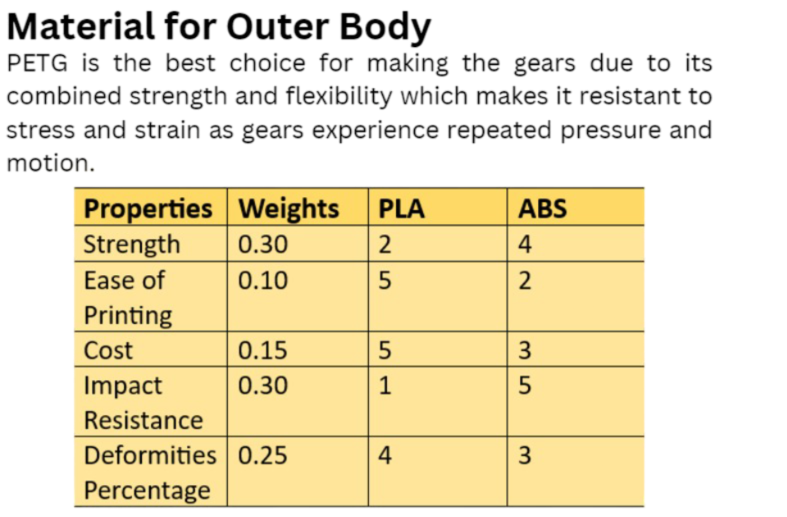 Material for Outer Body
PETG is the best choice for making the gears due to its
combined strength and flexibility which makes it resistant to
stress and strain as gears experience repeated pressure and
motion.
Properties Weights PLA ABS
Strength 0.30 2 4
Ease of 0.10 5 2
Printing
Cost 0.15 5 3
Impact 0.30 1 5
Resistance
Deformities 0.25 4 3
Percentage